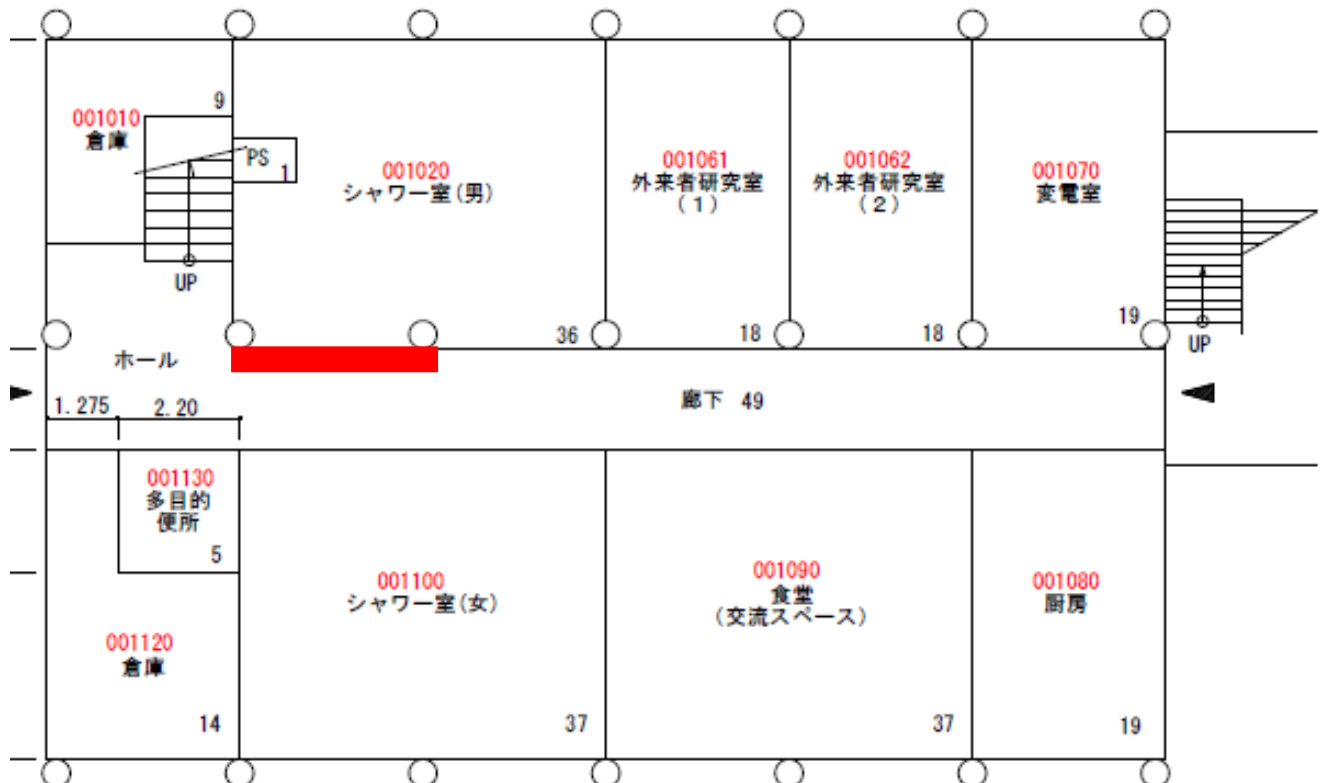 001010
倉庫
9
UP
PS
1
001020
シャワー室(男)
36
001061
外来者研究室
(1)
18
001062
外来者研究室
(2)
18
001070
変電室
19
UP
ホール
1.275
2.20
廊下 49
001130
多目的
便所
5
001120
倉庫
14
001100
シャワー室(女)
37
001090
食堂
(交流スペース)
37
001080
厨房
19